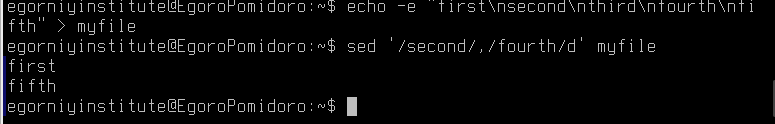 egorniyinstitute@EgoroPomidoro:~$ echo -e "first\nsecond\nthird\nfourth\nfi
fth" > myfile
egorniyinstitute@EgoroPomidoro:~$ sed '/second/,/fourth/d' myfile
first
fifth
egorniyinstitute@EgoroPomidoro:~$